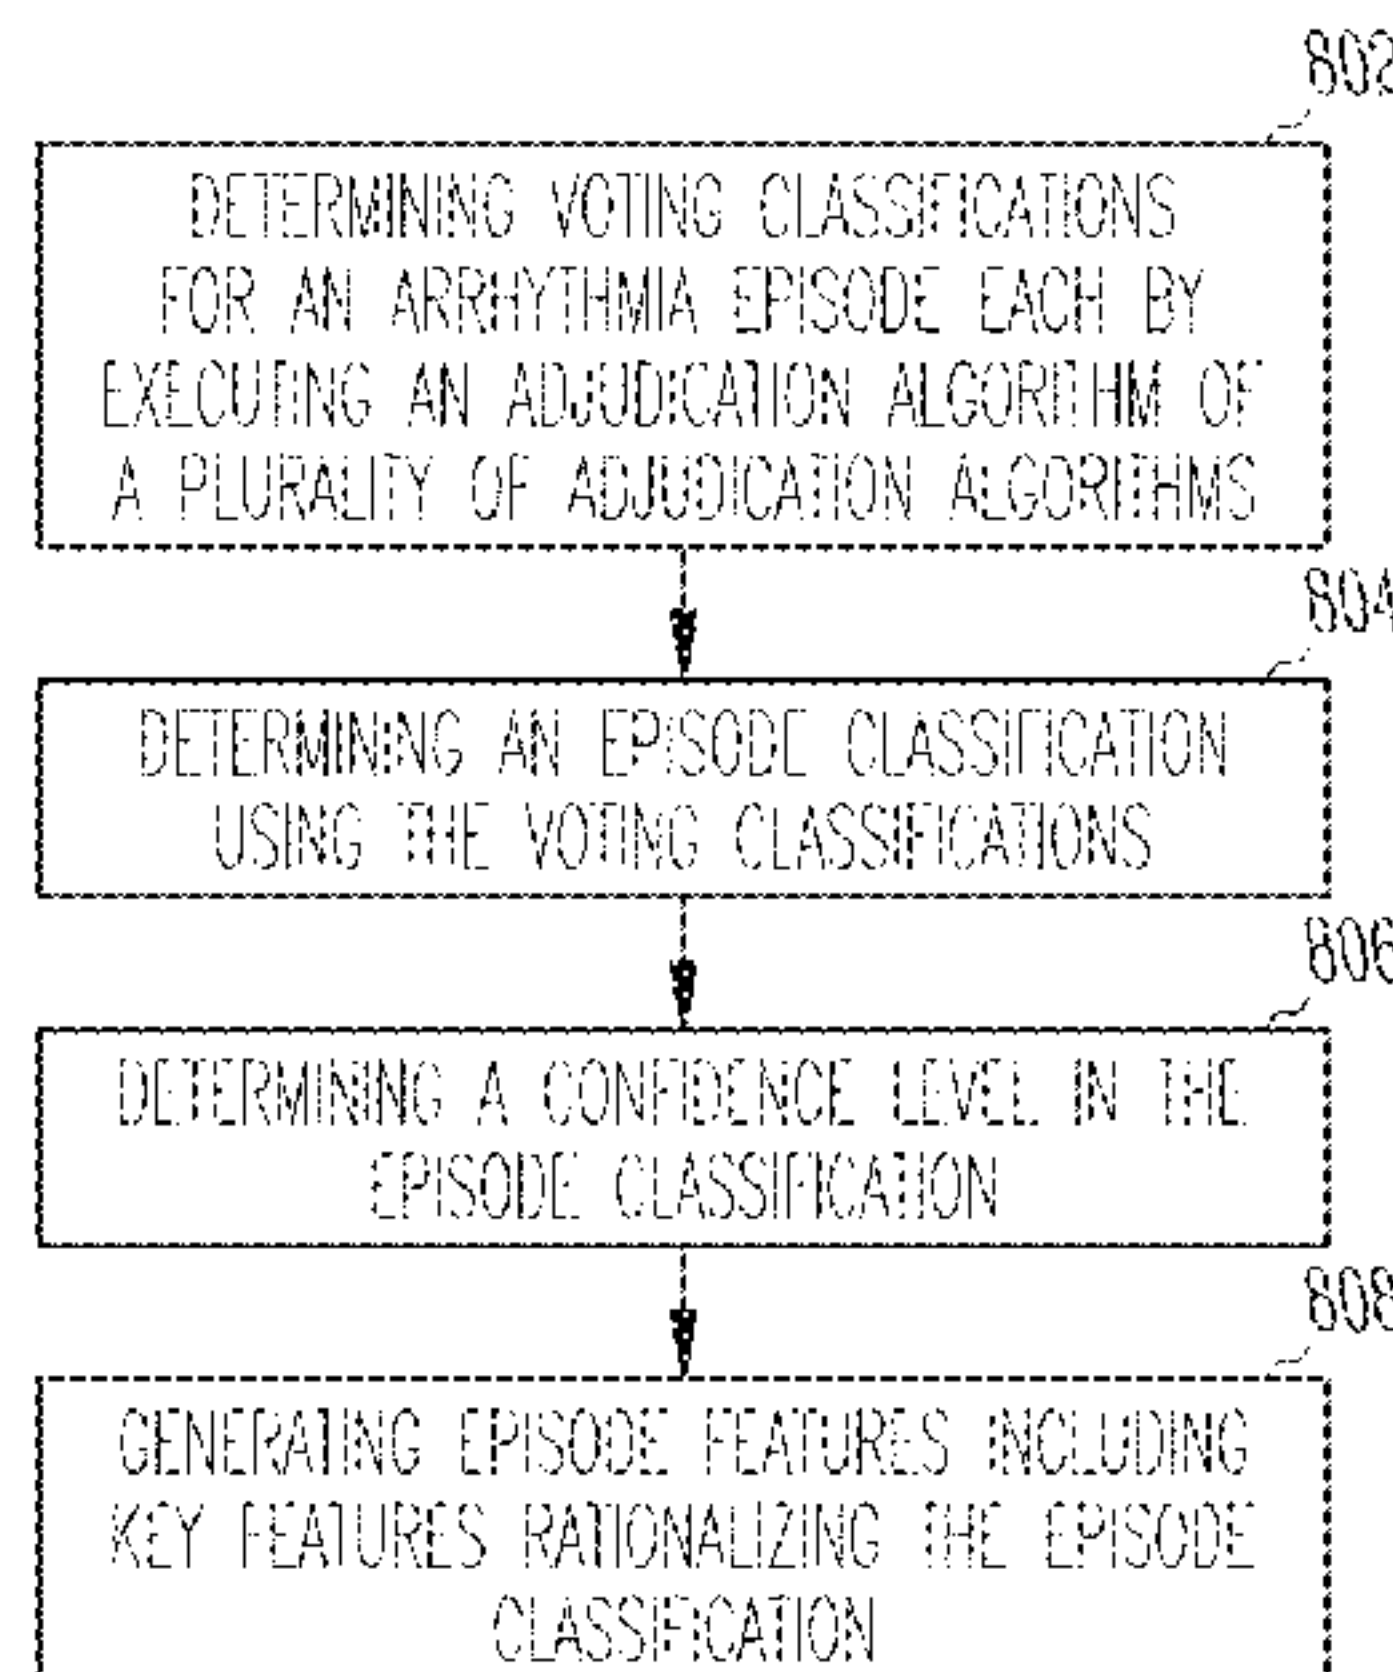 802
DETERMINING VOTING CLASSIFICATIONS
FOR AN ARRHYTHMIA EPISODE EACH BY
EXECUTING AN ADJUDICATION ALGORITHM OF
A PLURALITY OF ADJUDICATION ALGORITHMS
804
DETERMINING AN EPISODE CLASSIFICATION
USING THE VOTING CLASSIFICATIONS
806
DETERMINING A CONFIDENCE LEVEL IN THE
EPISODE CLASSIFICATION
808
GENERATING EPISODE FEATURES INCLUDING
KEY FEATURES RATIONALIZING THE EPISODE
CLASSIFICATION